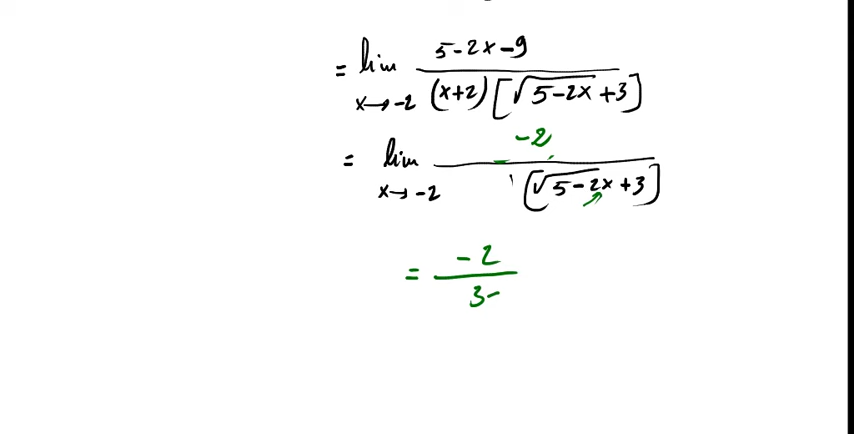 = lim x→-2 (5-2x-9)/((x+2)[√(5-2x)+3])
= lim x→-2 (-2)/([√(5-2x)+3])
= (-2)/(3-)